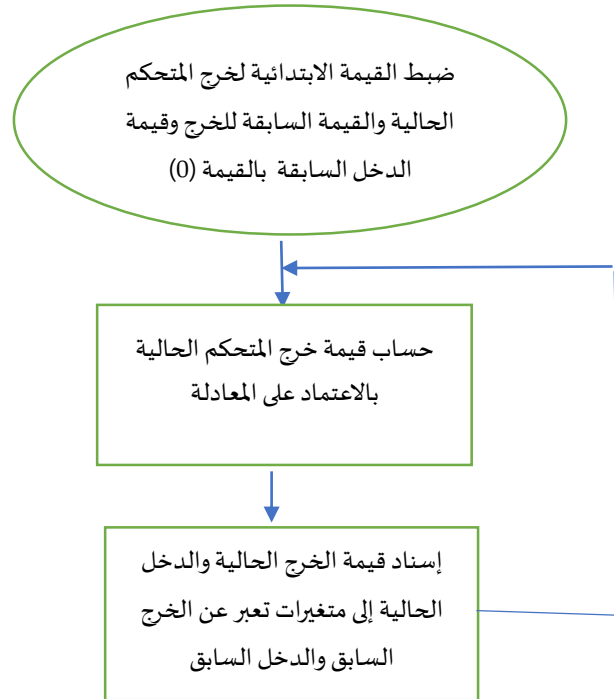 ضبط القيمة الابتدائية لخرج المتحكم
الحالية والقيمة السابقة للخرج وقيمة
الدخل السابقة بالقيمة (0)
حساب قيمة خرج المتحكم الحالية
بالاعتماد على المعادلة
إسناد قيمة الخرج الحالية والدخل
الحالية إلى متغيرات تعبر عن الخرج
السابق والدخل السابق